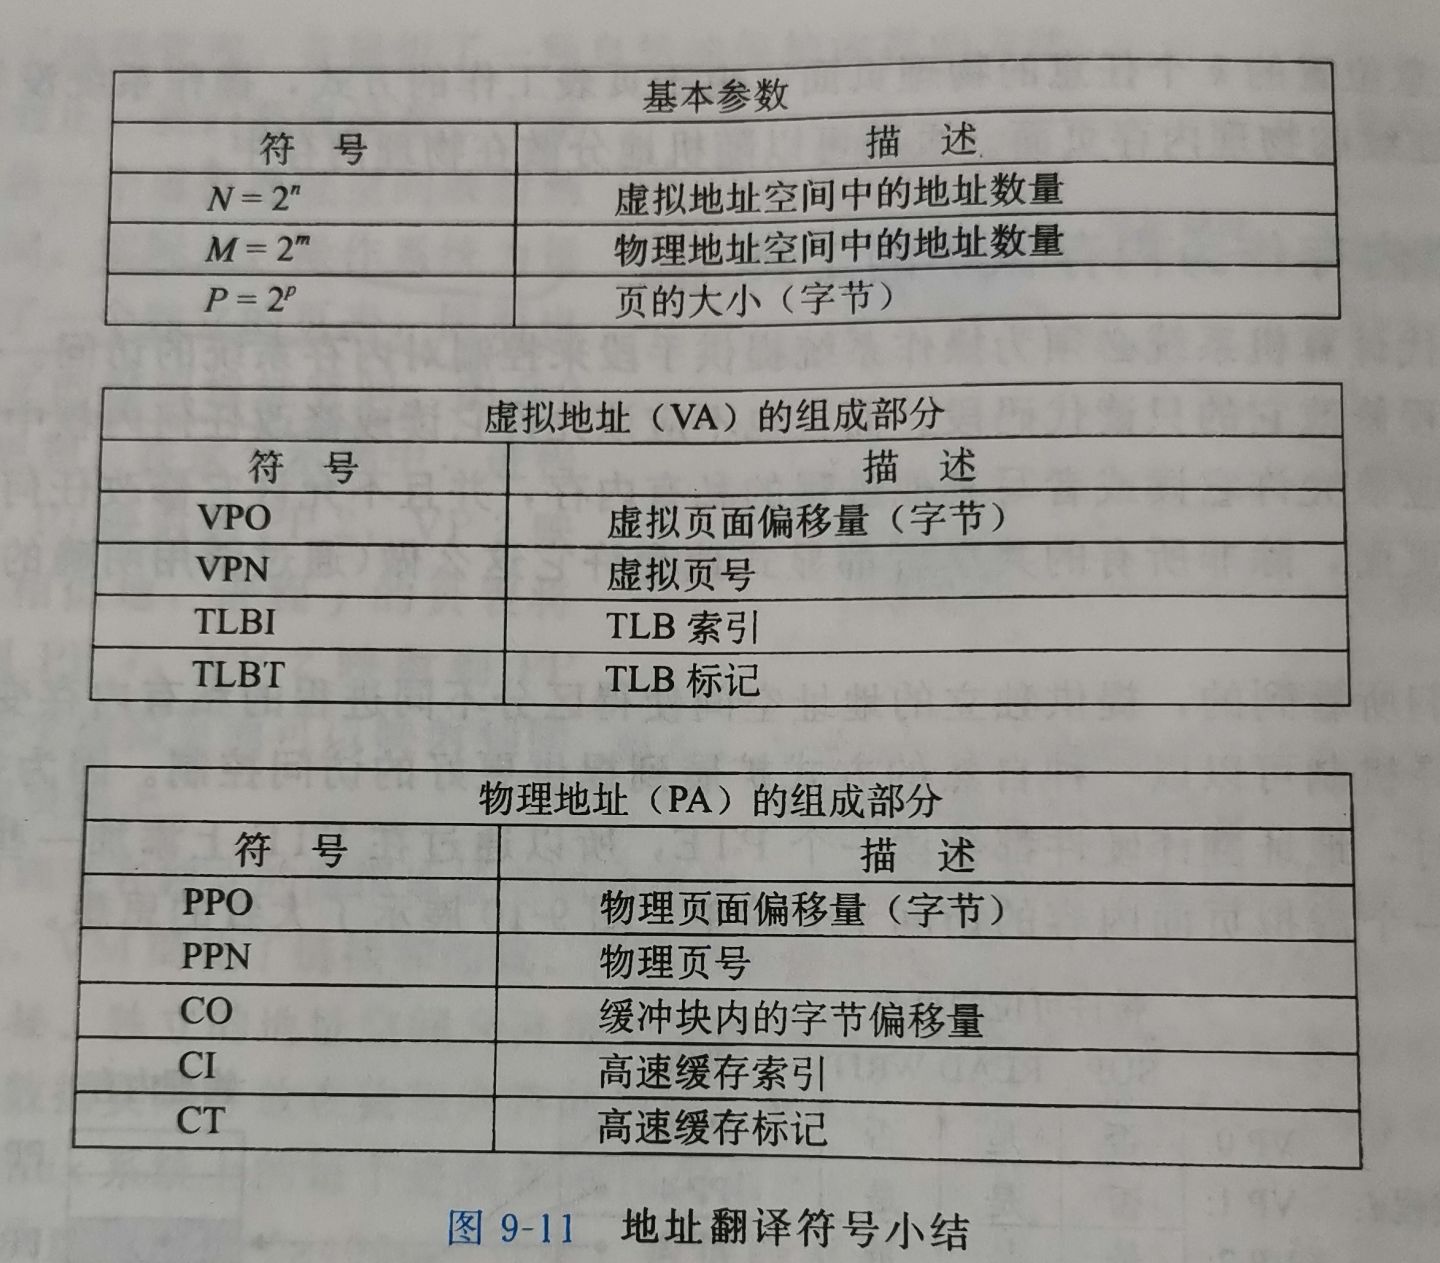 基本参数
符 号 描 述
N = 2ⁿ 虚拟地址空间中的地址数量
M = 2ᵐ 物理地址空间中的地址数量
P = 2ᵖ 页的大小（字节）
虚拟地址（VA）的组成部分
符 号 描 述
VPO 虚拟页面偏移量（字节）
VPN 虚拟页号
TLBI TLB 索引
TLBT TLB 标记
物理地址（PA）的组成部分
符 号 描 述
PPO 物理页面偏移量（字节）
PPN 物理页号
CO 缓冲块内的字节偏移量
CI 高速缓存索引
CT 高速缓存标记
图 9-11 地址翻译符号小结